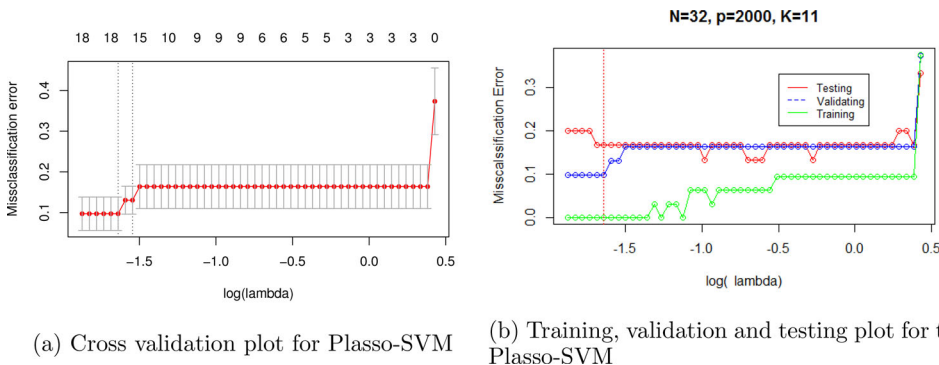 18 18 15 10 9 9 9 6 6 5 5 3 3 3 3 0
Missclassification error
0.4
0.3
0.2
0.1
−1.5 −1.0 −0.5 0.0 0.5
log(lambda)
(a) Cross validation plot for Plasso-SVM
N=32, p=2000, K=11
Misscalssification Error
0.3
0.2
0.1
0.0
Testing
Validating
Training
-1.5 -1.0 -0.5 0.0 0.5
log( lambda)
(b) Training, validation and testing plot for t
Plasso-SVM